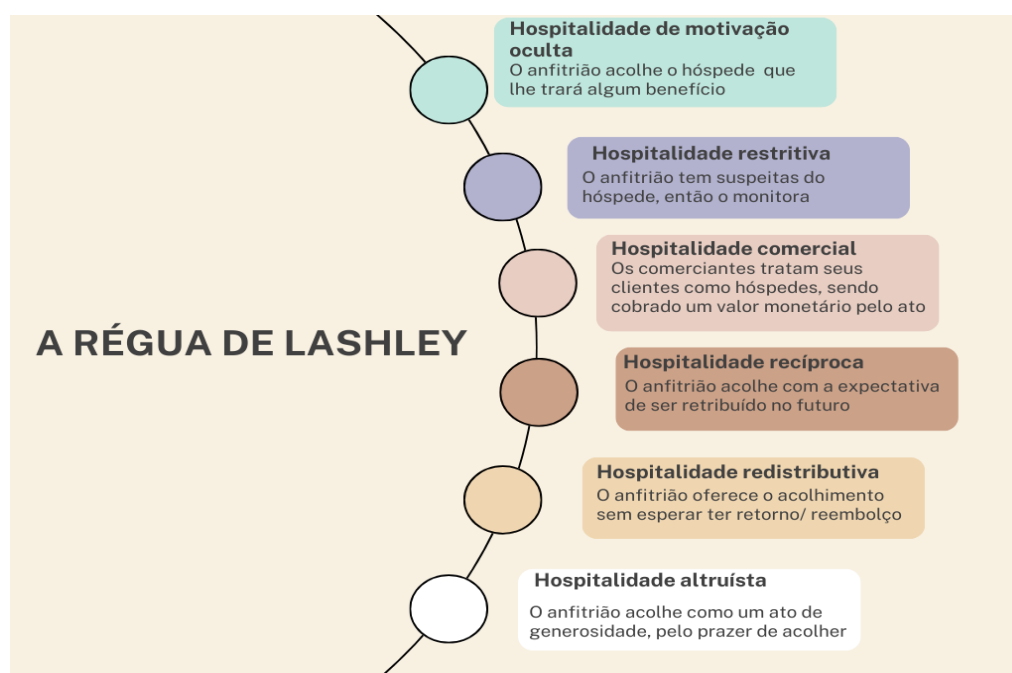 Hospitalidade de motivação
oculta
O anfitrião acolhe o hóspede que
lhe trará algum benefício
Hospitalidade restritiva
O anfitrião tem suspeitas do
hóspede, então o monitora
Hospitalidade comercial
Os comerciantes tratam seus
clientes como hóspedes, sendo
cobrado um valor monetário pelo ato
A RÉGUA DE LASHLEY
Hospitalidade recíproca
O anfitrião acolhe com a expectativa
de ser retribuído no futuro
Hospitalidade redistributiva
O anfitrião oferece o acolhimento
sem esperar ter retorno/ reembolço
Hospitalidade altruísta
O anfitrião acolhe como um ato de
generosidade, pelo prazer de acolher